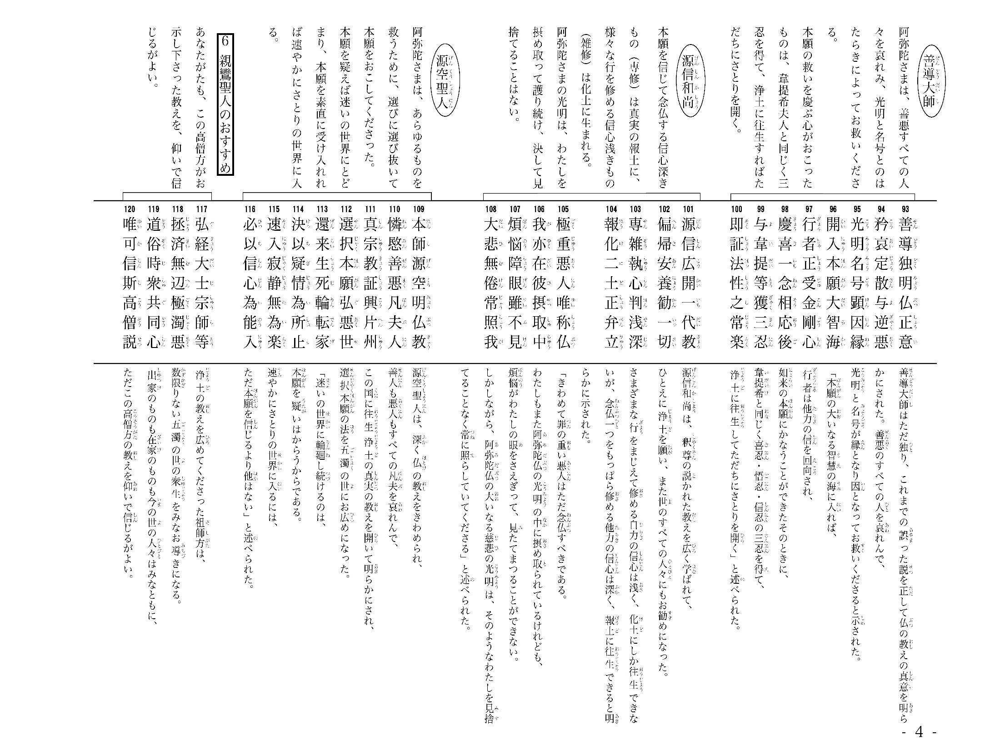 善導大師
阿弥陀さまは、善悪すべての人
々を哀れみ、光明と名号とのは
たらきによってお救いくださ
る。
本願の救いを慶ぶ心がおこった
ものは、韋提希夫人と同じく三
忍を得て、浄土に往生すればた
だちにさとりを開く。
源信和尚
本願を信じて念仏する信心深き
もの（専修）は真実の報土に、
様々な行を修める信心浅きもの
（雑修）は化土に生まれる。
阿弥陀さまの光明は、わたしを
摂め取って護り続け、決して見
捨てることはない。
源空聖人
阿弥陀さまは、あらゆるものを
救うために、選びに選び抜いて
本願をおこしてくださった。
本願を疑えば迷いの世界にとど
まり、本願を素直に受け入れれ
ば速やかにさとりの世界に入
る。
6 親鸞聖人のおすすめ
あなたがたも、この高僧方がお
示し下さった教えを、仰いで信
じるがよい。
93 善導独明仏正意
94 矜哀定散与逆悪
95 光明名号顕因縁
96 開入本願大智海
97 行者正受金剛心
98 慶喜一念相応後
99 与韋提等獲三忍
100 即証法性之常楽
101 源信広開一代教
102 偏帰安養勧一切
103 専雑執心判浅深
104 報化二土正弁立
105 極重悪人唯称仏
106 我亦在彼摂取中
107 煩悩障眼雖不見
108 大悲無倦常照我
109 本師源空明仏教
110 憐愍善悪凡夫人
111 真宗教証興片州
112 選択本願弘悪世
113 還来生死輪転家
114 決以疑情為所止
115 速入寂静無為楽
116 必以信心為能入
117 弘経大士宗師等
118 拯済無辺極濁悪
119 道俗時衆共同心
120 唯可信斯高僧説
善導大師はただ独り、これまでの誤った説を正して仏の教えの真意を明ら
かにされた。善悪のすべての人を哀れんで、
光明と名号が縁となり因となってお救いくださると示された。
「本願の大いなる智慧の海に入れば、
行者は他力の信を回向され、
如来の本願にかなうことができたそのときに、
韋提希と同じく喜忍・悟忍・信忍の三忍を得て、
浄土に往生してただちにさとりを開く」と述べられた。
源信和尚は、釈尊の説かれた教えを広く学ばれて、
ひとえに浄土を願い、また世のすべての人々にもお勧めになった。
さまざまな行をまじえて修める自力の信心は浅く、化土にしか往生できな
いが、念仏一つをもっぱら修める他力の信心は深く、報土に往生できると明
らかに示された。
「きわめて罪の重い悪人はただ念仏すべきである。
わたしもまた阿弥陀仏の光明の中に摂め取られているけれども、
煩悩がわたしの眼をさえぎって、見たてまつることができない。
しかしながら、阿弥陀仏の大いなる慈悲の光明は、そのようなわたしを見捨
てることなく常に照らしていてくださる」と述べられた。
源空聖人は、深く仏の教えをきわめられ、
善人も悪人もすべての凡夫を哀れんで、
この国に往生浄土の真実の教えを開いて明らかにされ、
選択本願の法を五濁の世にお広めになった。
「迷いの世界に輪廻し続けるのは、
本願を疑いはからうからである。
速やかにさとりの世界に入るには、
ただ本願を信じるより他はない」と述べられた。
浄土の教えを広めてくださった祖師方は、
数限りない五濁の世の衆生をみなお導きになる。
出家のものも在家のものも今の世の人々はみなともに、
ただこの高僧方の教えを仰いで信じるがよい。
- 4 -